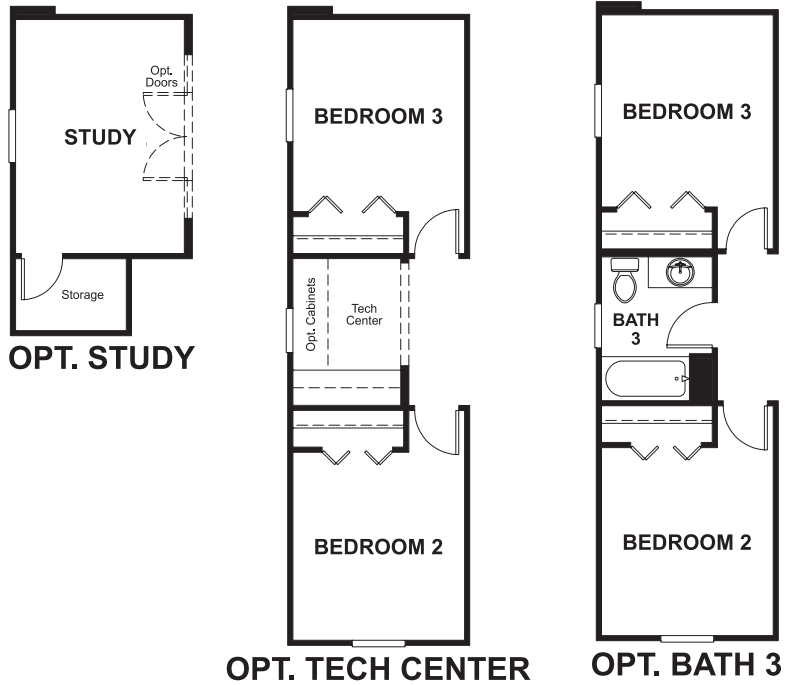 Opt.
Doors
STUDY
Storage
OPT. STUDY
BEDROOM 3
Opt. Cabinets
Tech
Center
BEDROOM 2
OPT. TECH CENTER
BEDROOM 3
BATH
3
BEDROOM 2
OPT. BATH 3